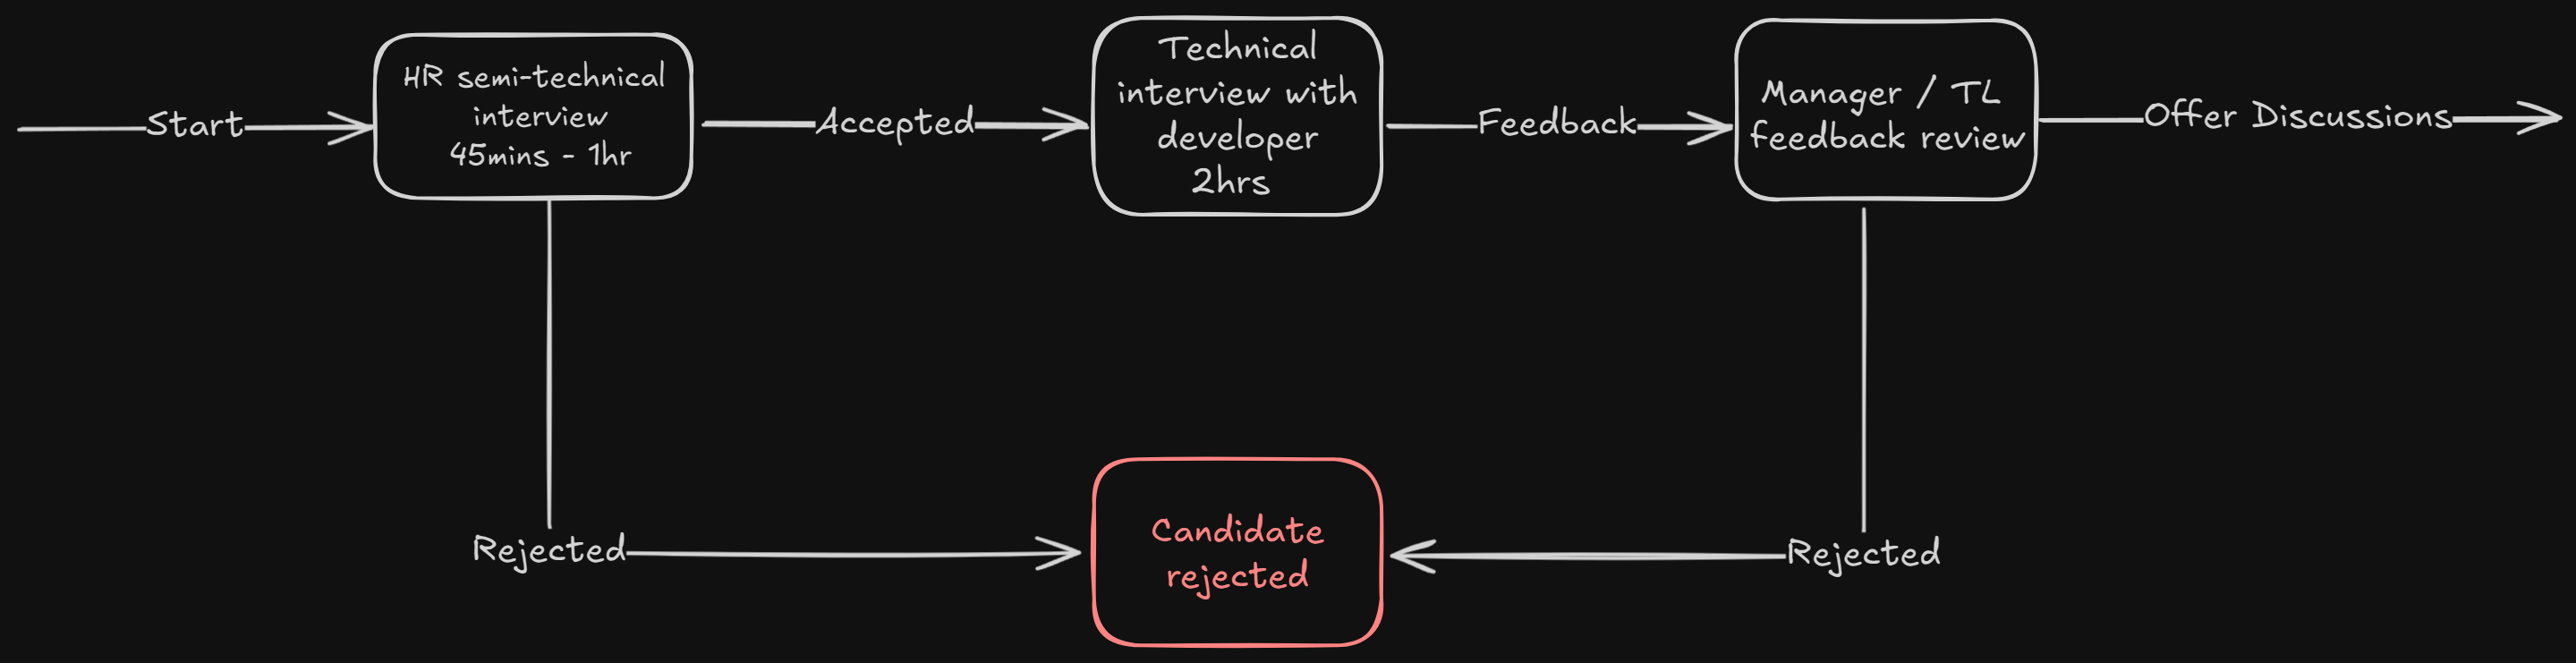 Start
HR semi-technical
interview
45mins - 1hr
Accepted
Technical
interview with
developer
2hrs
Feedback
Manager / TL
feedback review
Offer Discussions
Rejected
Candidate
rejected
Rejected